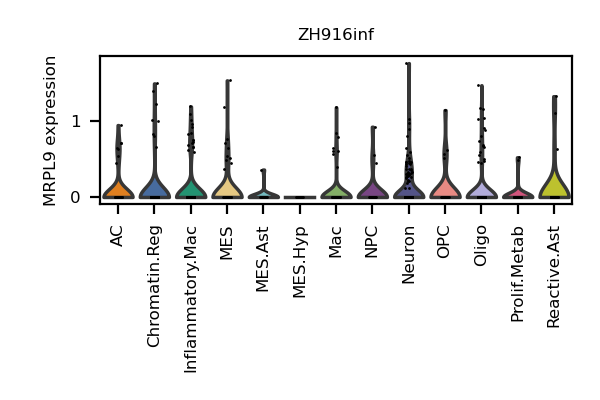 ZH916inf
MRPL9 expression
1
0
AC
Chromatin.Reg
Inflammatory.Mac
MES
MES.Ast
MES.Hyp
Mac
NPC
Neuron
OPC
Oligo
Prolif.Metab
Reactive.Ast